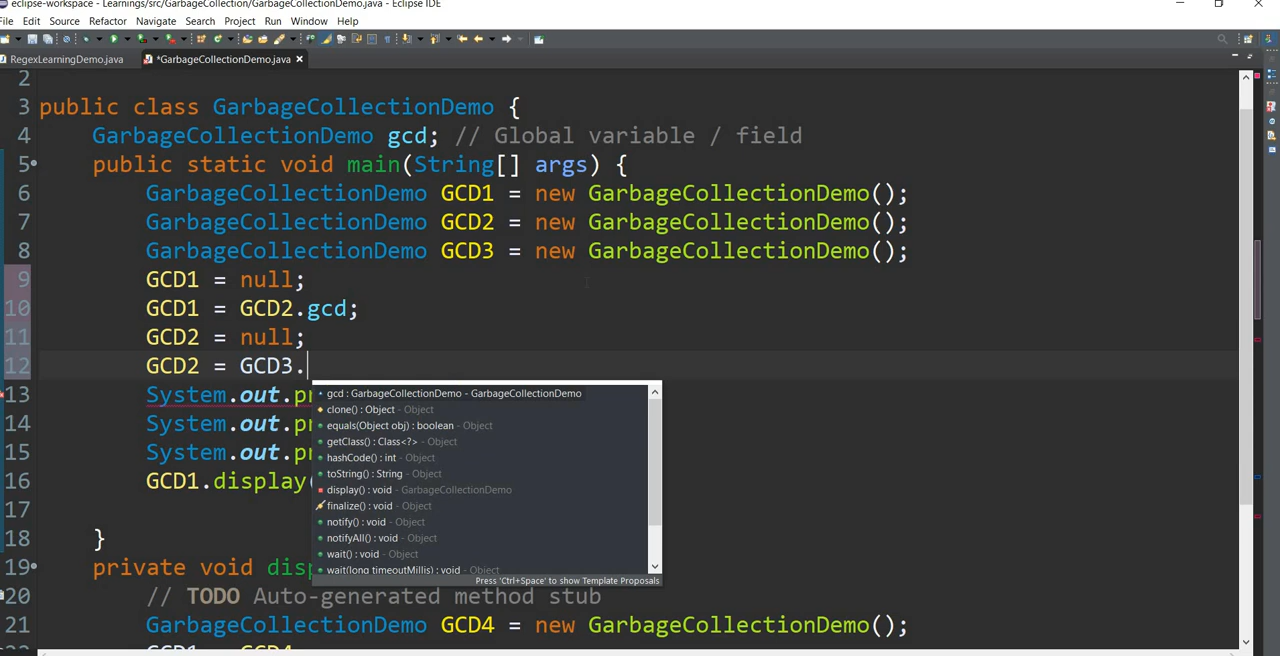 eclipse-workspace - Learnings/src/GarbageCollection/GarbageCollectionDemo.java - Eclipse IDE
File Edit Source Refactor Navigate Search Project Run Window Help
RegexLearningDemo.java *GarbageCollectionDemo.java
2
3 public class GarbageCollectionDemo {
4 GarbageCollectionDemo gcd; // Global variable / field
5 public static void main(String[] args) {
6 GarbageCollectionDemo GCD1 = new GarbageCollectionDemo();
7 GarbageCollectionDemo GCD2 = new GarbageCollectionDemo();
8 GarbageCollectionDemo GCD3 = new GarbageCollectionDemo();
9 GCD1 = null;
10 GCD1 = GCD2.gcd;
11 GCD2 = null;
12 GCD2 = GCD3.
13 System.out.p
14 System.out.p
15 System.out.p
16 GCD1.display(
17
18 }
19 private void disp
20 // TODO Auto-generated method stub
21 GarbageCollectionDemo GCD4 = new GarbageCollectionDemo();
gcd : GarbageCollectionDemo - GarbageCollectionDemo
clone() : Object - Object
equals(Object obj) : boolean - Object
getClass() : Class<?> - Object
hashCode() : int - Object
toString() : String - Object
display() : void - GarbageCollectionDemo
finalize() : void - Object
notify() : void - Object
notifyAll() : void - Object
wait() : void - Object
wait(long timeoutMillis) : void - Object
Press 'Ctrl+Space' to show Template Proposals